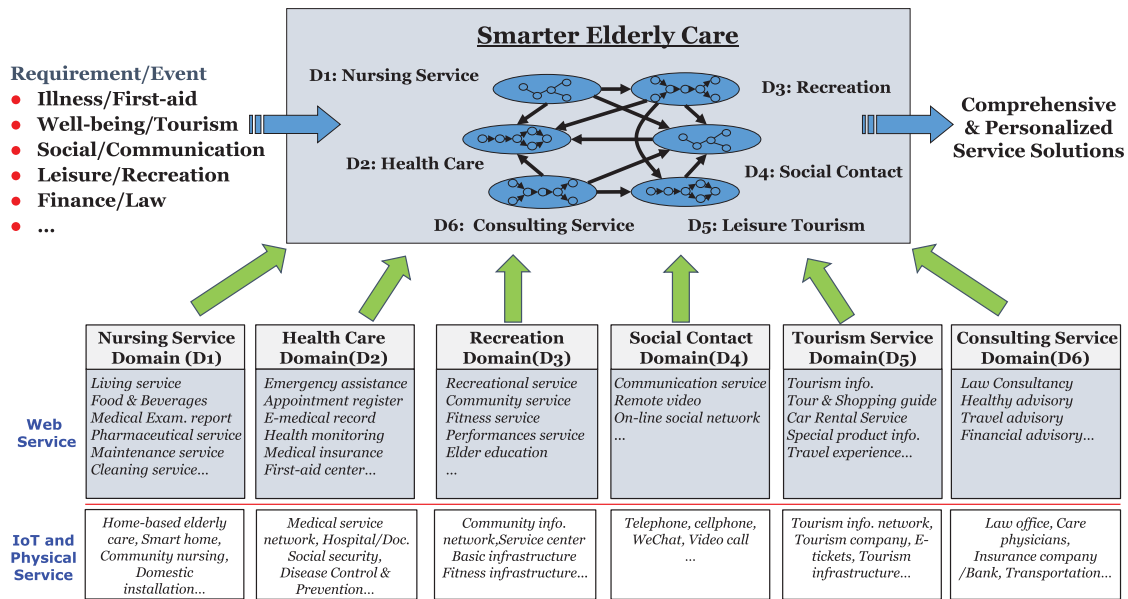 Smarter Elderly Care
Requirement/Event
● Illness/First-aid
● Well-being/Tourism
● Social/Communication
● Leisure/Recreation
● Finance/Law
● ...
D1: Nursing Service
D3: Recreation
D2: Health Care
D4: Social Contact
D6: Consulting Service
D5: Leisure Tourism
Comprehensive
& Personalized
Service Solutions
Nursing Service
Domain (D1)
Living service
Food & Beverages
Medical Exam. report
Pharmaceutical service
Maintenance service
Cleaning service...
Health Care
Domain(D2)
Emergency assistance
Appointment register
E-medical record
Health monitoring
Medical insurance
First-aid center...
Recreation
Domain(D3)
Recreational service
Community service
Fitness service
Performances service
Elder education
...
Social Contact
Domain(D4)
Communication service
Remote video
On-line social network
...
Tourism Service
Domain(D5)
Tourism info.
Tour & Shopping guide
Car Rental Service
Special product info.
Travel experience...
Consulting Service
Domain(D6)
Law Consultancy
Healthy advisory
Travel advisory
Financial advisory...
Web
Service
IoT and
Physical
Service
Home-based elderly
care, Smart home,
Community nursing,
Domestic
installation...
Medical service
network, Hospital/Doc.
Social security,
Disease Control &
Prevention...
Community info.
network,Service center
Basic infrastructure
Fitness infrastructure...
Telephone, cellphone,
WeChat, Video call
...
Tourism info. network,
Tourism company, E-
tickets, Tourism
infrastructure...
Law office, Care
physicians,
Insurance company
/Bank, Transportation...